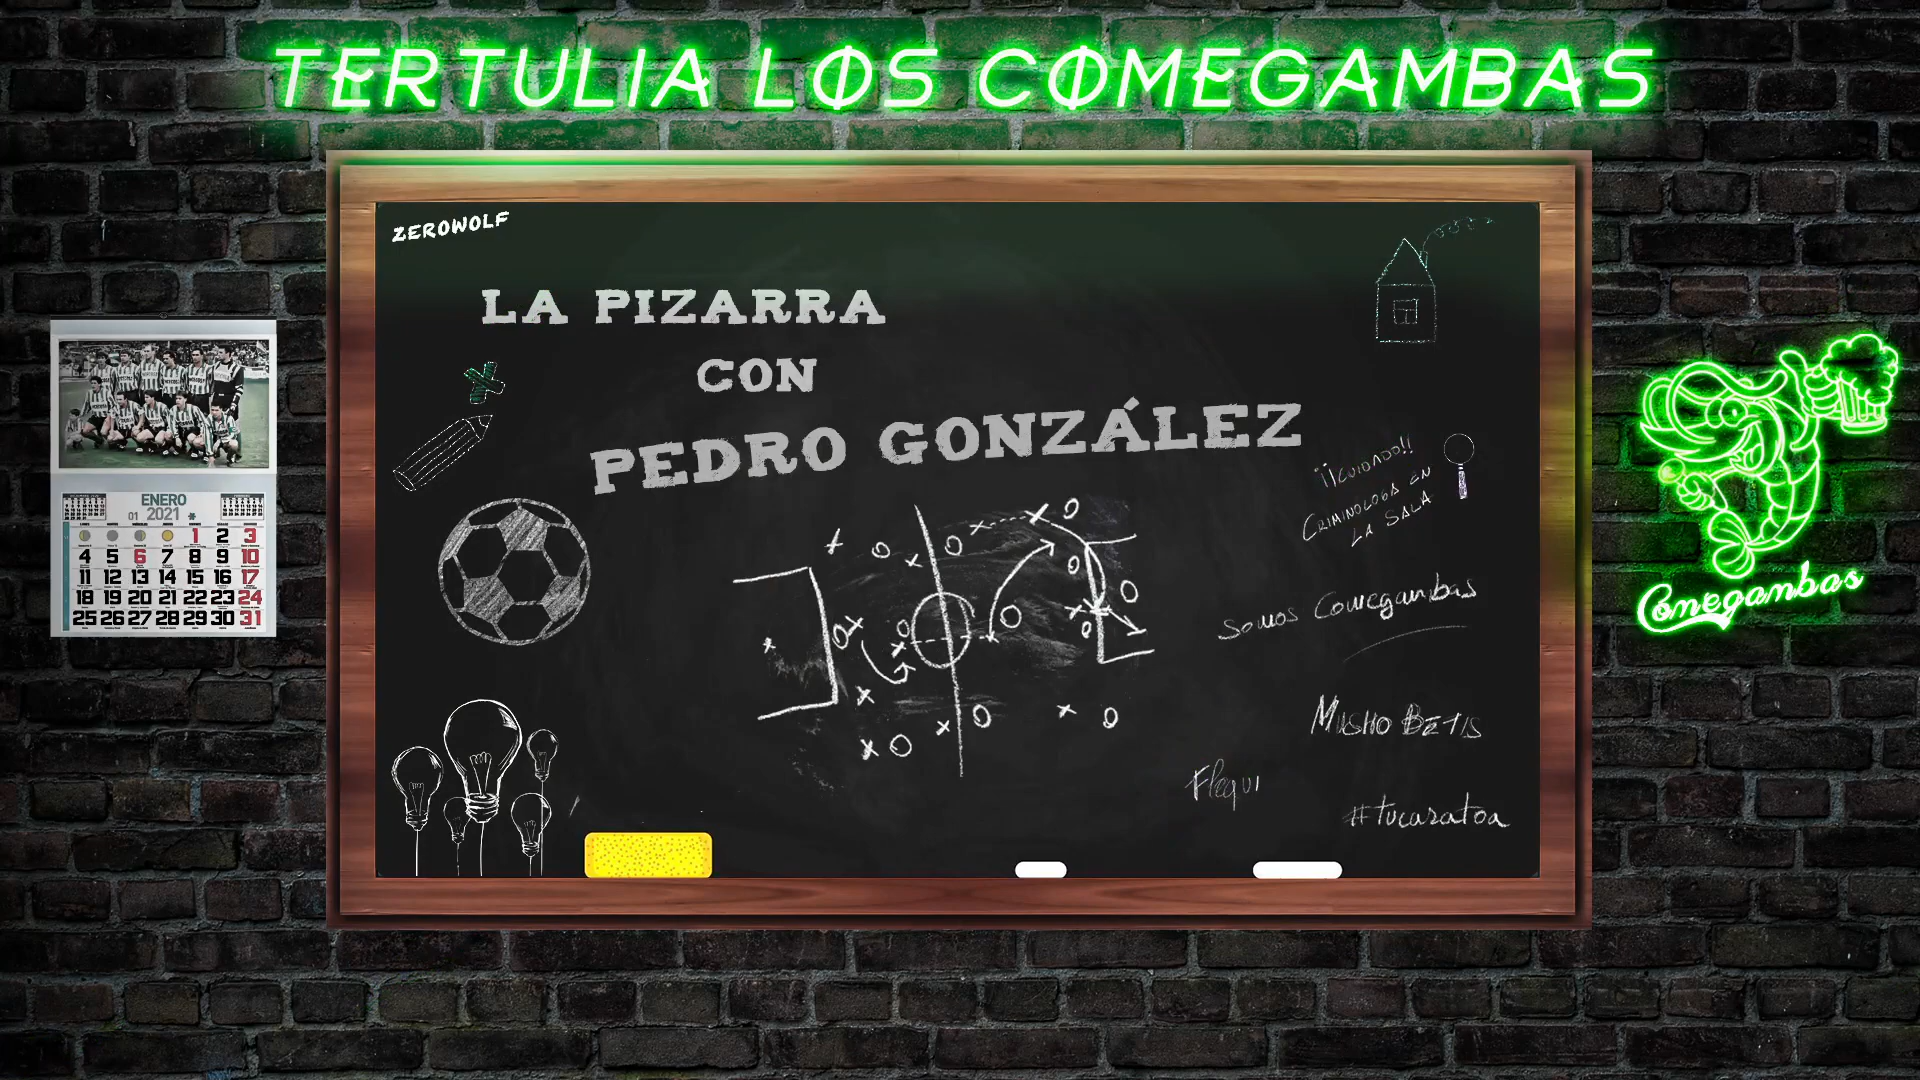 TERTULIA LOS COMEGAMBAS
ZEROWOLF
LA PIZARRA
CON
PEDRO GONZÁLEZ
¡¡CUIDADO!!
CRIMINOLOGA EN
LA SALA
Somos Comegambas
MUSHO BETIS
#tucaratoa
ENERO
01 2021
1 2 3
4 5 6 7 8 9 10
11 12 13 14 15 16 17
18 19 20 21 22 23 24
25 26 27 28 29 30 31
Comegambas